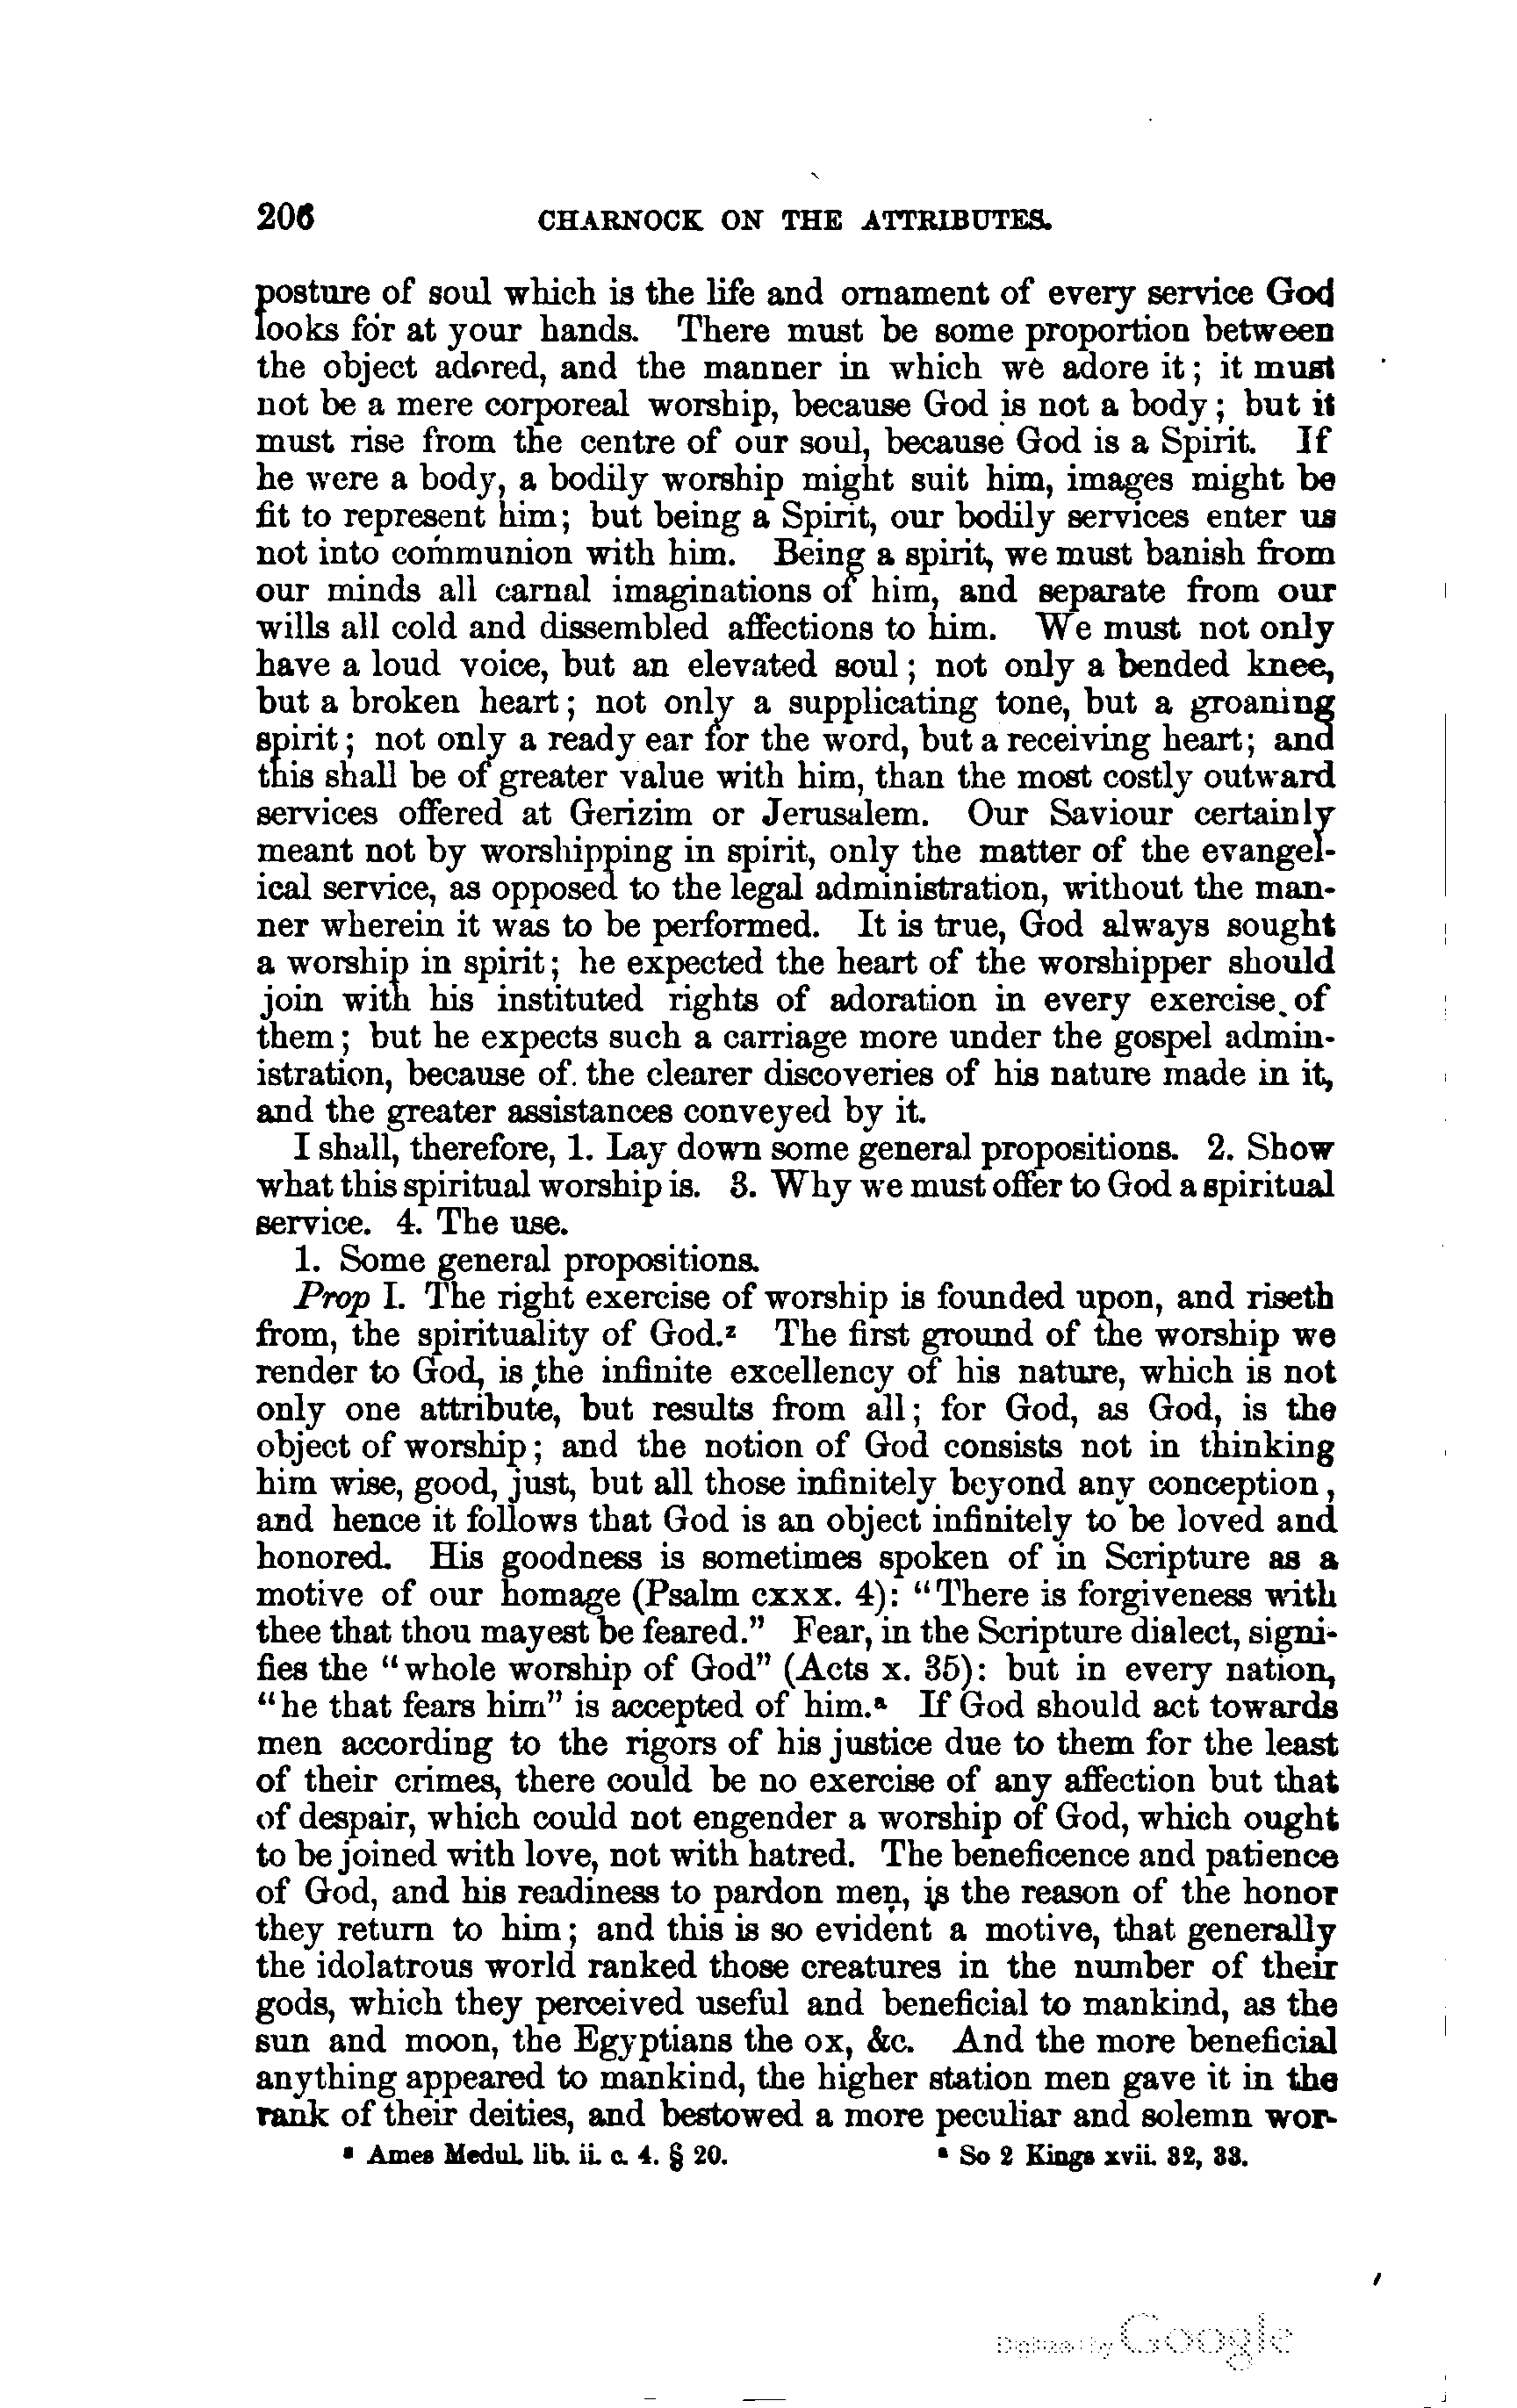 206 CHARNOCK ON THE ATTRIBUTES.
posture of soul which is the life and ornament of every service God
looks for at your hands. There must be some proportion between
the object adored, and the manner in which we adore it; it must
not be a mere corporeal worship, because God is not a body; but it
must rise from the centre of our soul, because God is a Spirit. If
he were a body, a bodily worship might suit him, images might be
fit to represent him; but being a Spirit, our bodily services enter us
not into communion with him. Being a spirit, we must banish from
our minds all carnal imaginations of him, and separate from our
wills all cold and dissembled affections to him. We must not only
have a loud voice, but an elevated soul; not only a bended knee,
but a broken heart; not only a supplicating tone, but a groaning
spirit; not only a ready ear for the word, but a receiving heart; and
this shall be of greater value with him, than the most costly outward
services offered at Gerizim or Jerusalem. Our Saviour certainly
meant not by worshipping in spirit, only the matter of the evangel-
ical service, as opposed to the legal administration, without the man-
ner wherein it was to be performed. It is true, God always sought
a worship in spirit; he expected the heart of the worshipper should
join with his instituted rights of adoration in every exercise of
them; but he expects such a carriage more under the gospel admin-
istration, because of the clearer discoveries of his nature made in it,
and the greater assistances conveyed by it.
I shall, therefore, 1. Lay down some general propositions. 2. Show
what this spiritual worship is. 3. Why we must offer to God a spiritual
service. 4. The use.
1. Some general propositions.
Prop I. The right exercise of worship is founded upon, and riseth
from, the spirituality of God.ᶻ The first ground of the worship we
render to God, is the infinite excellency of his nature, which is not
only one attribute, but results from all; for God, as God, is the
object of worship; and the notion of God consists not in thinking
him wise, good, just, but all those infinitely beyond any conception,
and hence it follows that God is an object infinitely to be loved and
honored. His goodness is sometimes spoken of in Scripture as a
motive of our homage (Psalm cxxx. 4): "There is forgiveness with
thee that thou mayest be feared." Fear, in the Scripture dialect, signi-
fies the "whole worship of God" (Acts x. 35): but in every nation,
"he that fears him" is accepted of him.ᵃ If God should act towards
men according to the rigors of his justice due to them for the least
of their crimes, there could be no exercise of any affection but that
of despair, which could not engender a worship of God, which ought
to be joined with love, not with hatred. The beneficence and patience
of God, and his readiness to pardon men, is the reason of the honor
they return to him; and this is so evident a motive, that generally
the idolatrous world ranked those creatures in the number of their
gods, which they perceived useful and beneficial to mankind, as the
sun and moon, the Egyptians the ox, &c. And the more beneficial
anything appeared to mankind, the higher station men gave it in the
rank of their deities, and bestowed a more peculiar and solemn wor-
ᶻ Ames Medul. lib. ii. c. 4. § 20. ᵃ So 2 Kings xvii. 32, 33.
Digitized by Google